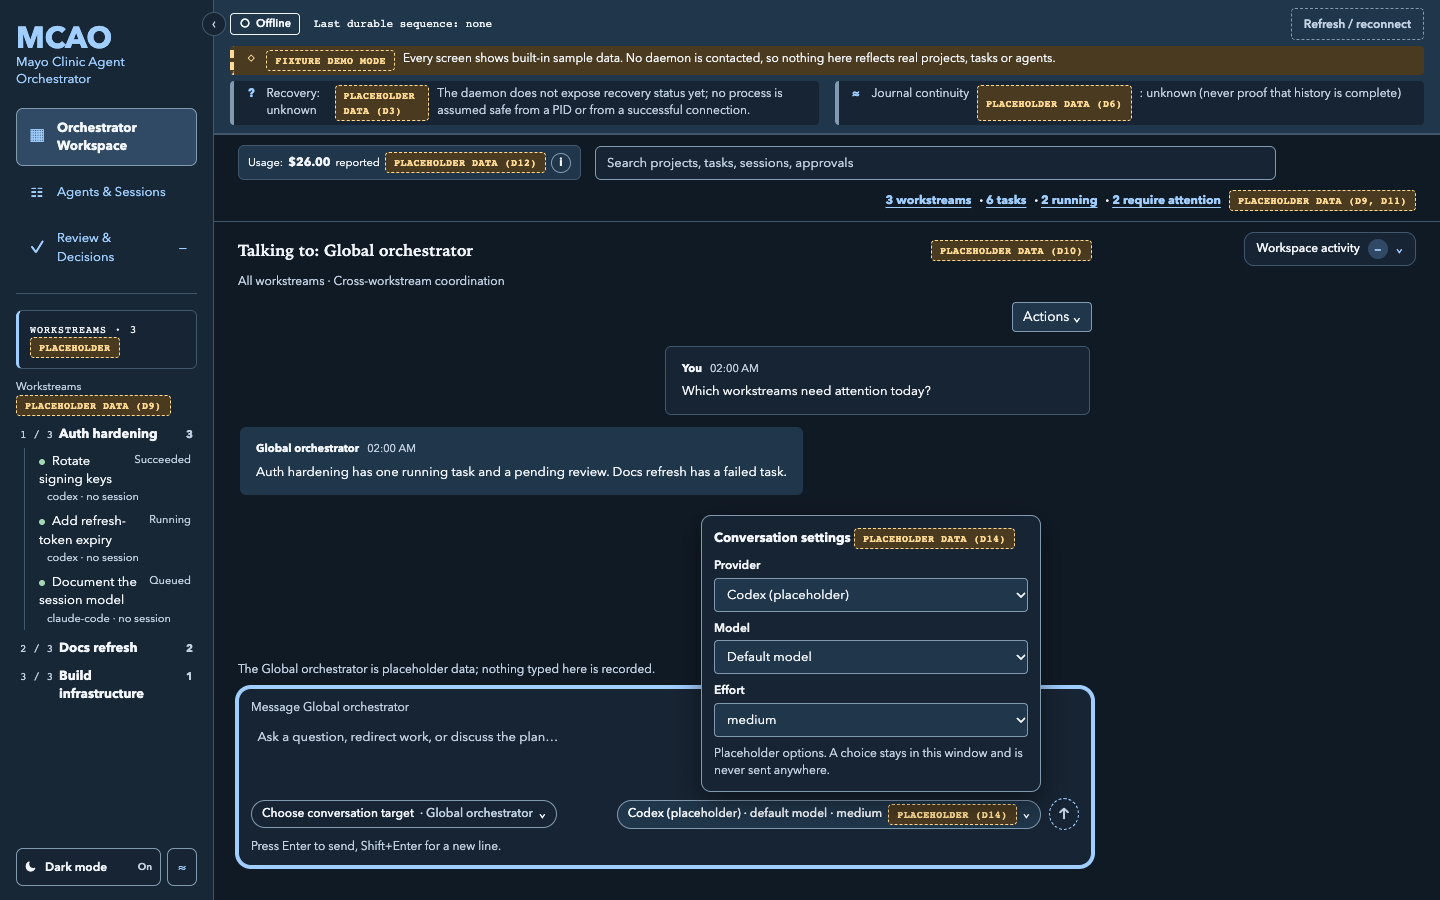 MCAO
Mayo Clinic Agent
Orchestrator
Orchestrator
Workspace
Agents & Sessions
Review &
Decisions
–
WORKSTREAMS · 3
PLACEHOLDER
Workstreams
PLACEHOLDER DATA (D9)
1 / 3 Auth hardening 3
Rotate Succeeded
signing keys
codex · no session
Add refresh- Running
token expiry
codex · no session
Document the Queued
session model
claude-code · no session
2 / 3 Docs refresh 2
3 / 3 Build 1
infrastructure
Dark mode On
≈
‹
Offline
Last durable sequence: none
Refresh / reconnect
FIXTURE DEMO MODE Every screen shows built-in sample data. No daemon is contacted, so nothing here reflects real projects, tasks or agents.
? Recovery: PLACEHOLDER The daemon does not expose recovery status yet; no process is
unknown DATA (D3) assumed safe from a PID or from a successful connection.
≈ Journal continuity PLACEHOLDER DATA (D6) : unknown (never proof that history is complete)
Usage: $26.00 reported PLACEHOLDER DATA (D12) i
Search projects, tasks, sessions, approvals
3 workstreams · 6 tasks · 2 running · 2 require attention PLACEHOLDER DATA (D9, D11)
Talking to: Global orchestrator
PLACEHOLDER DATA (D10)
Workspace activity –
All workstreams · Cross-workstream coordination
Actions
You 02:00 AM
Which workstreams need attention today?
Global orchestrator 02:00 AM
Auth hardening has one running task and a pending review. Docs refresh has a failed task.
Conversation settings PLACEHOLDER DATA (D14)
Provider
Codex (placeholder)
Model
Default model
Effort
medium
Placeholder options. A choice stays in this window and is
never sent anywhere.
The Global orchestrator is placeholder data; nothing typed here is recorded.
Message Global orchestrator
Ask a question, redirect work, or discuss the plan…
Choose conversation target · Global orchestrator
Codex (placeholder) · default model · medium PLACEHOLDER (D14)
Press Enter to send, Shift+Enter for a new line.